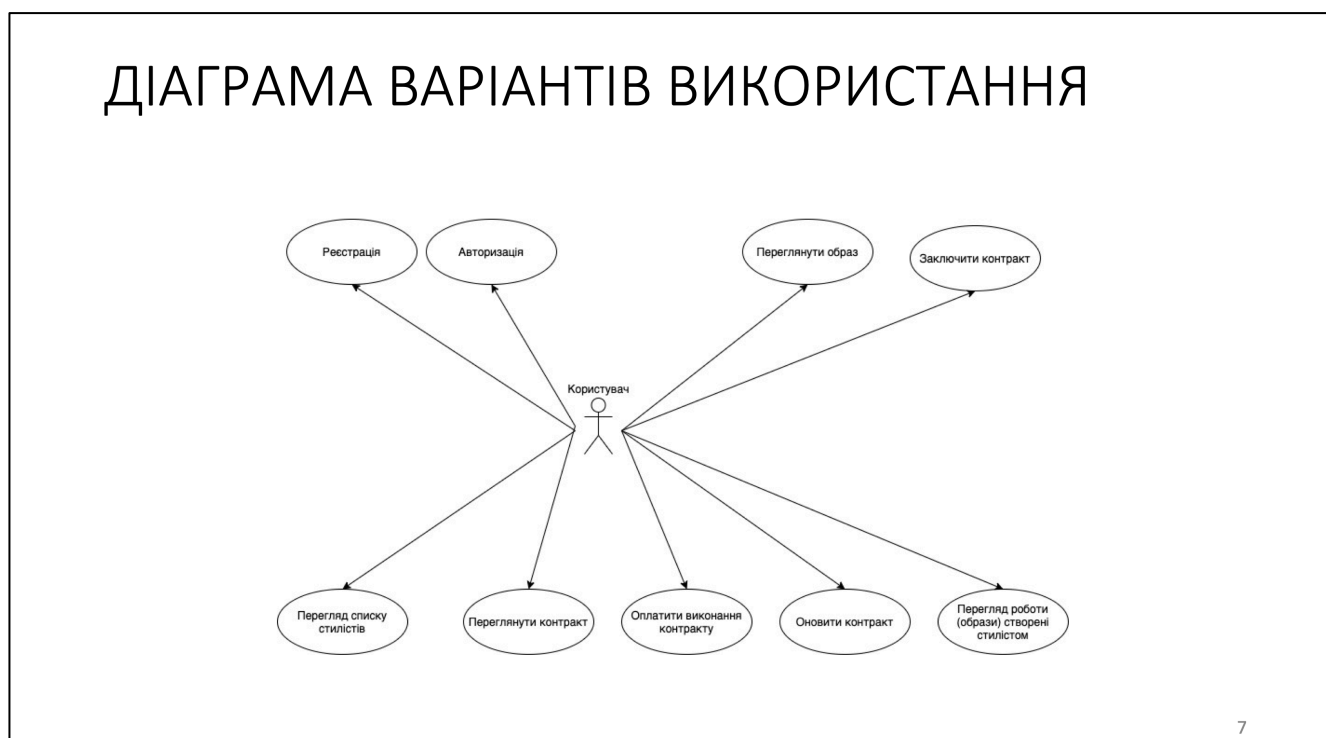 ДІАГРАМА ВАРІАНТІВ ВИКОРИСТАННЯ
Реєстрація
Авторизація
Переглянути образ
Заключити контракт
Користувач
Перегляд списку
стилістів
Переглянути контракт
Оплатити виконання
контракту
Оновити контракт
Перегляд роботи
(образи) створені
стилістом
7